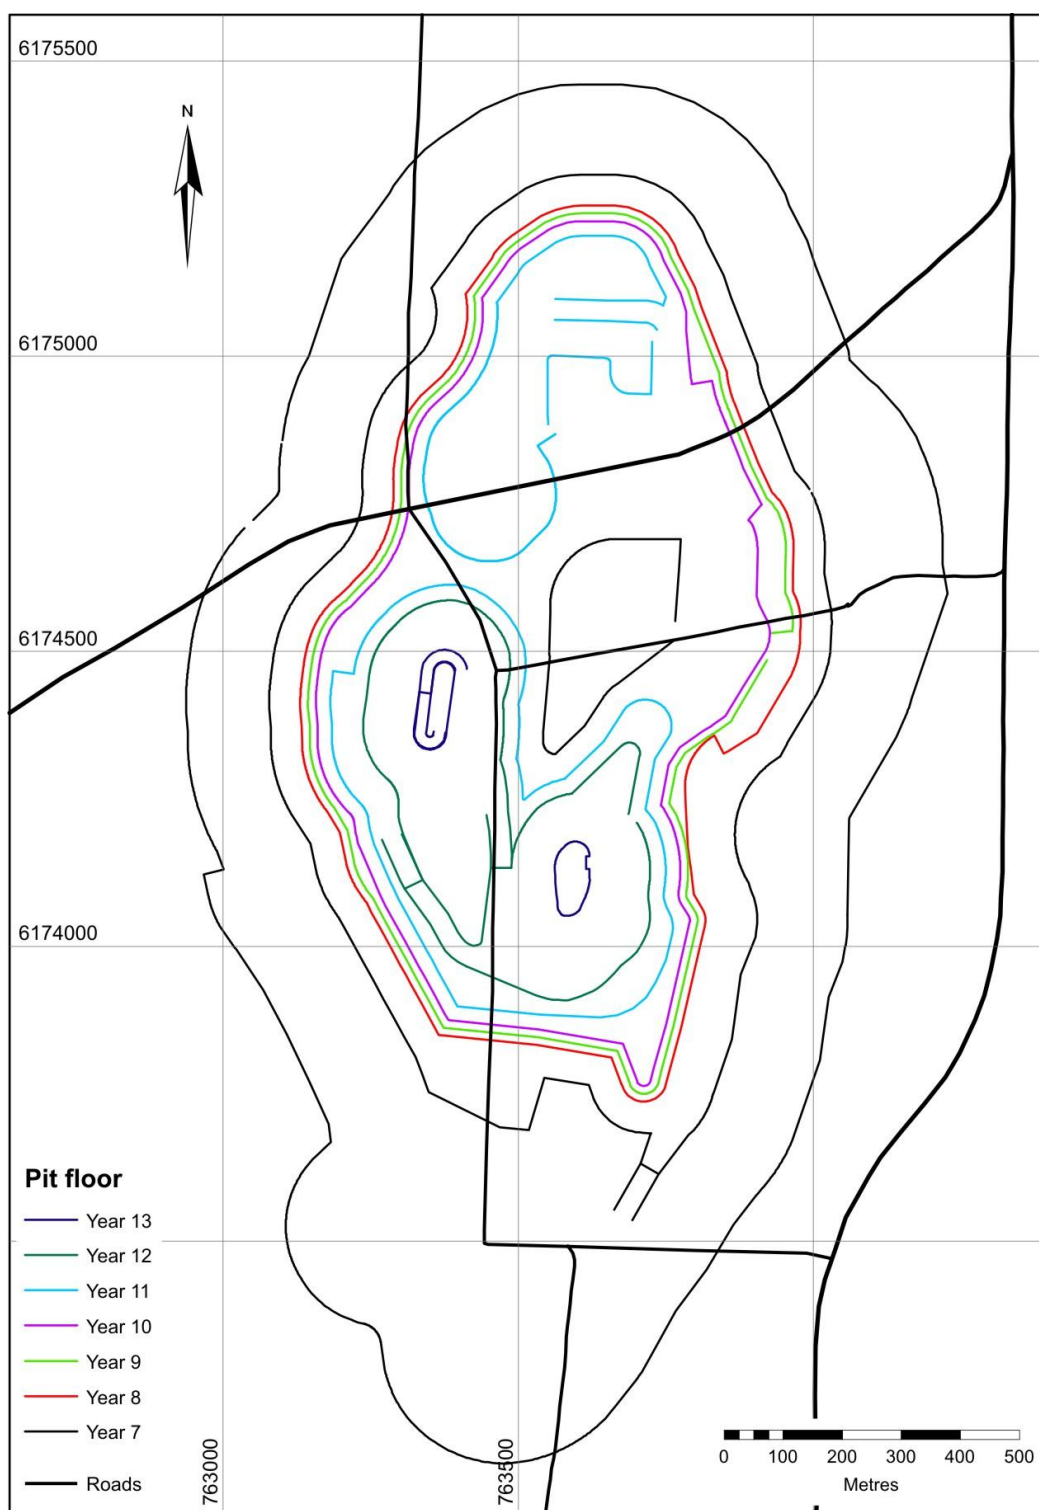 6175500
N
6175000
6174500
6174000
Pit floor
Year 13
Year 12
Year 11
Year 10
Year 9
Year 8
Year 7
Roads
763000
763500
0 100 200 300 400 500
Metres